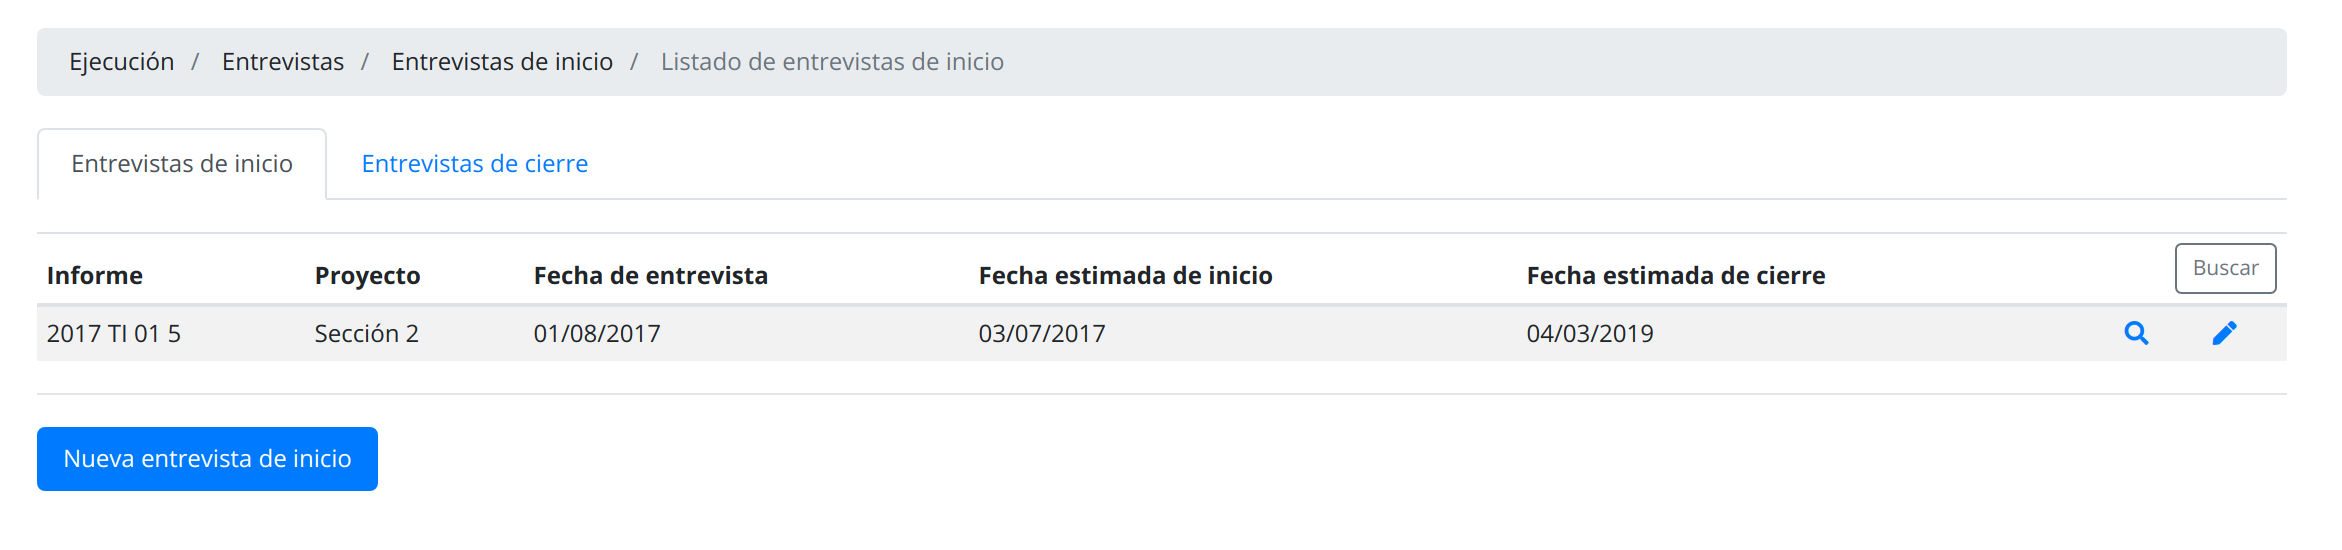 Ejecución / Entrevistas / Entrevistas de inicio / Listado de entrevistas de inicio
Entrevistas de inicio Entrevistas de cierre
Informe Proyecto Fecha de entrevista Fecha estimada de inicio Fecha estimada de cierre Buscar
2017 TI 01 5 Sección 2 01/08/2017 03/07/2017 04/03/2019
Nueva entrevista de inicio